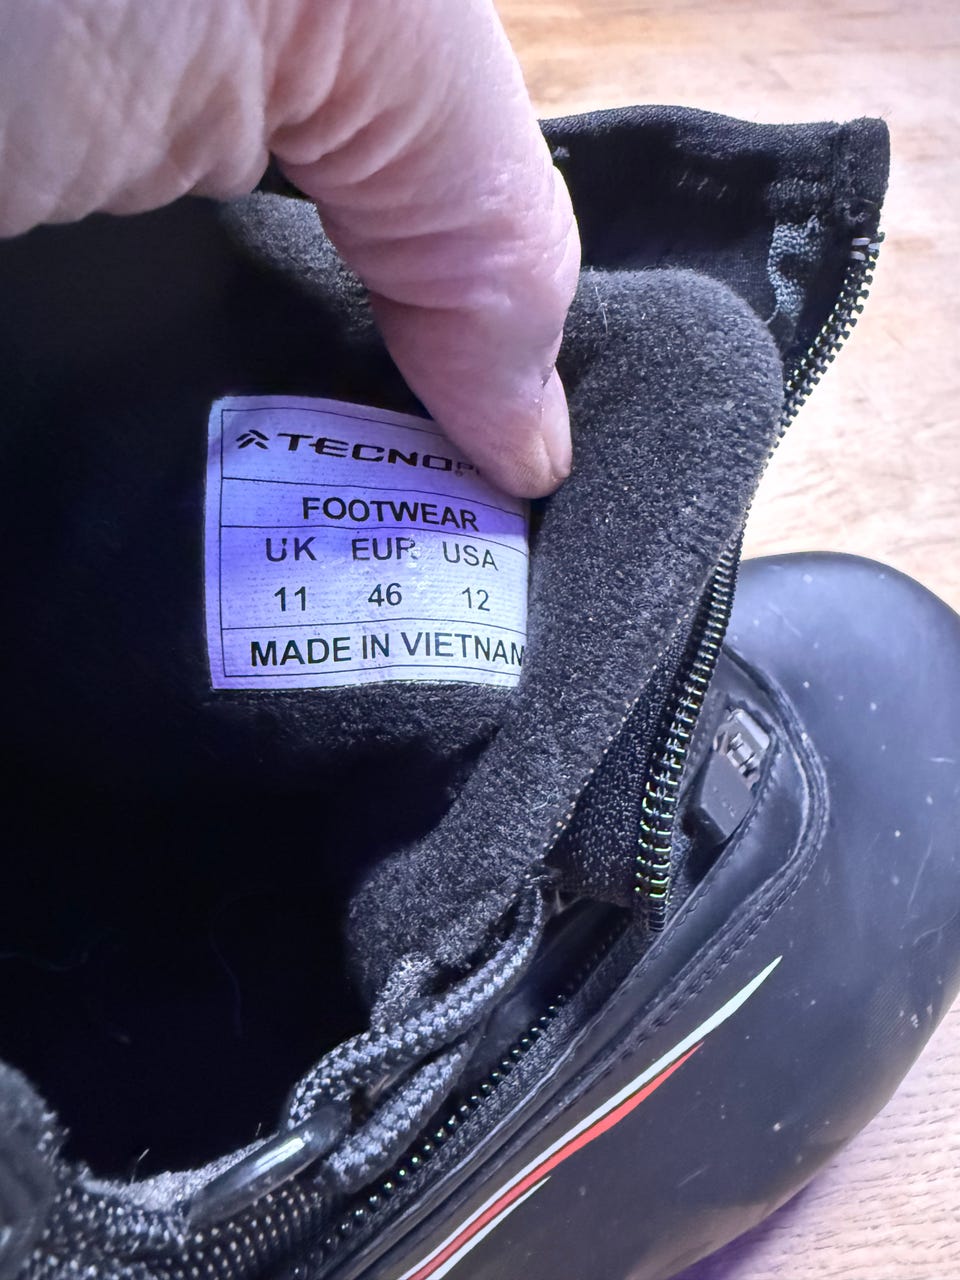 TECNO
FOOTWEAR
UK EUR USA
11 46 12
MADE IN VIETNAM